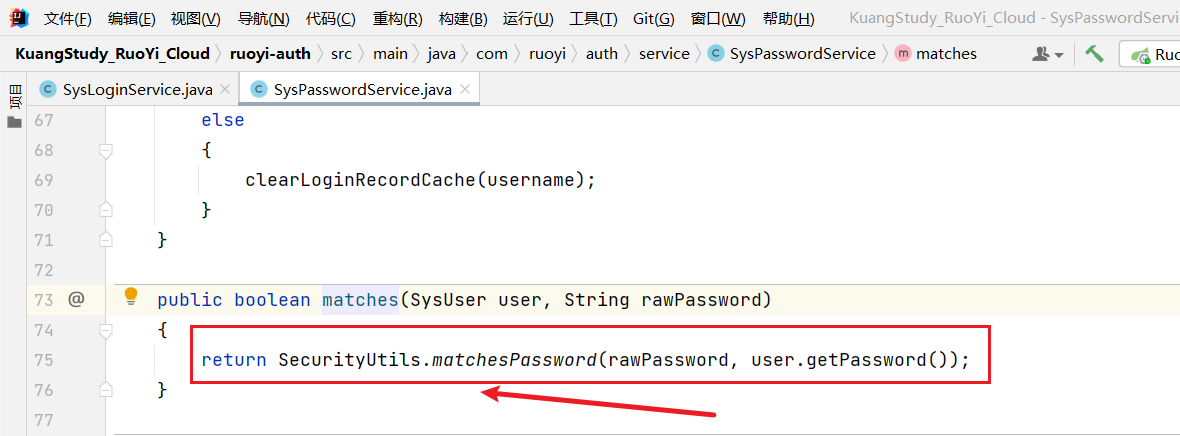 文件(F) 编辑(E) 视图(V) 导航(N) 代码(C) 重构(R) 构建(B) 运行(U) 工具(T) Git(G) 窗口(W) 帮助(H) KuangStudy_RuoYi_Cloud - SysPasswordServi
KuangStudy_RuoYi_Cloud ruoyi-auth src main java com ruoyi auth service C SysPasswordService m matches Ruo
项目
C SysLoginService.java C SysPasswordService.java
67 else
68 {
69 clearLoginRecordCache(username);
70 }
71 }
72
73 @ public boolean matches(SysUser user, String rawPassword)
74 {
75 return SecurityUtils.matchesPassword(rawPassword, user.getPassword());
76 }
77